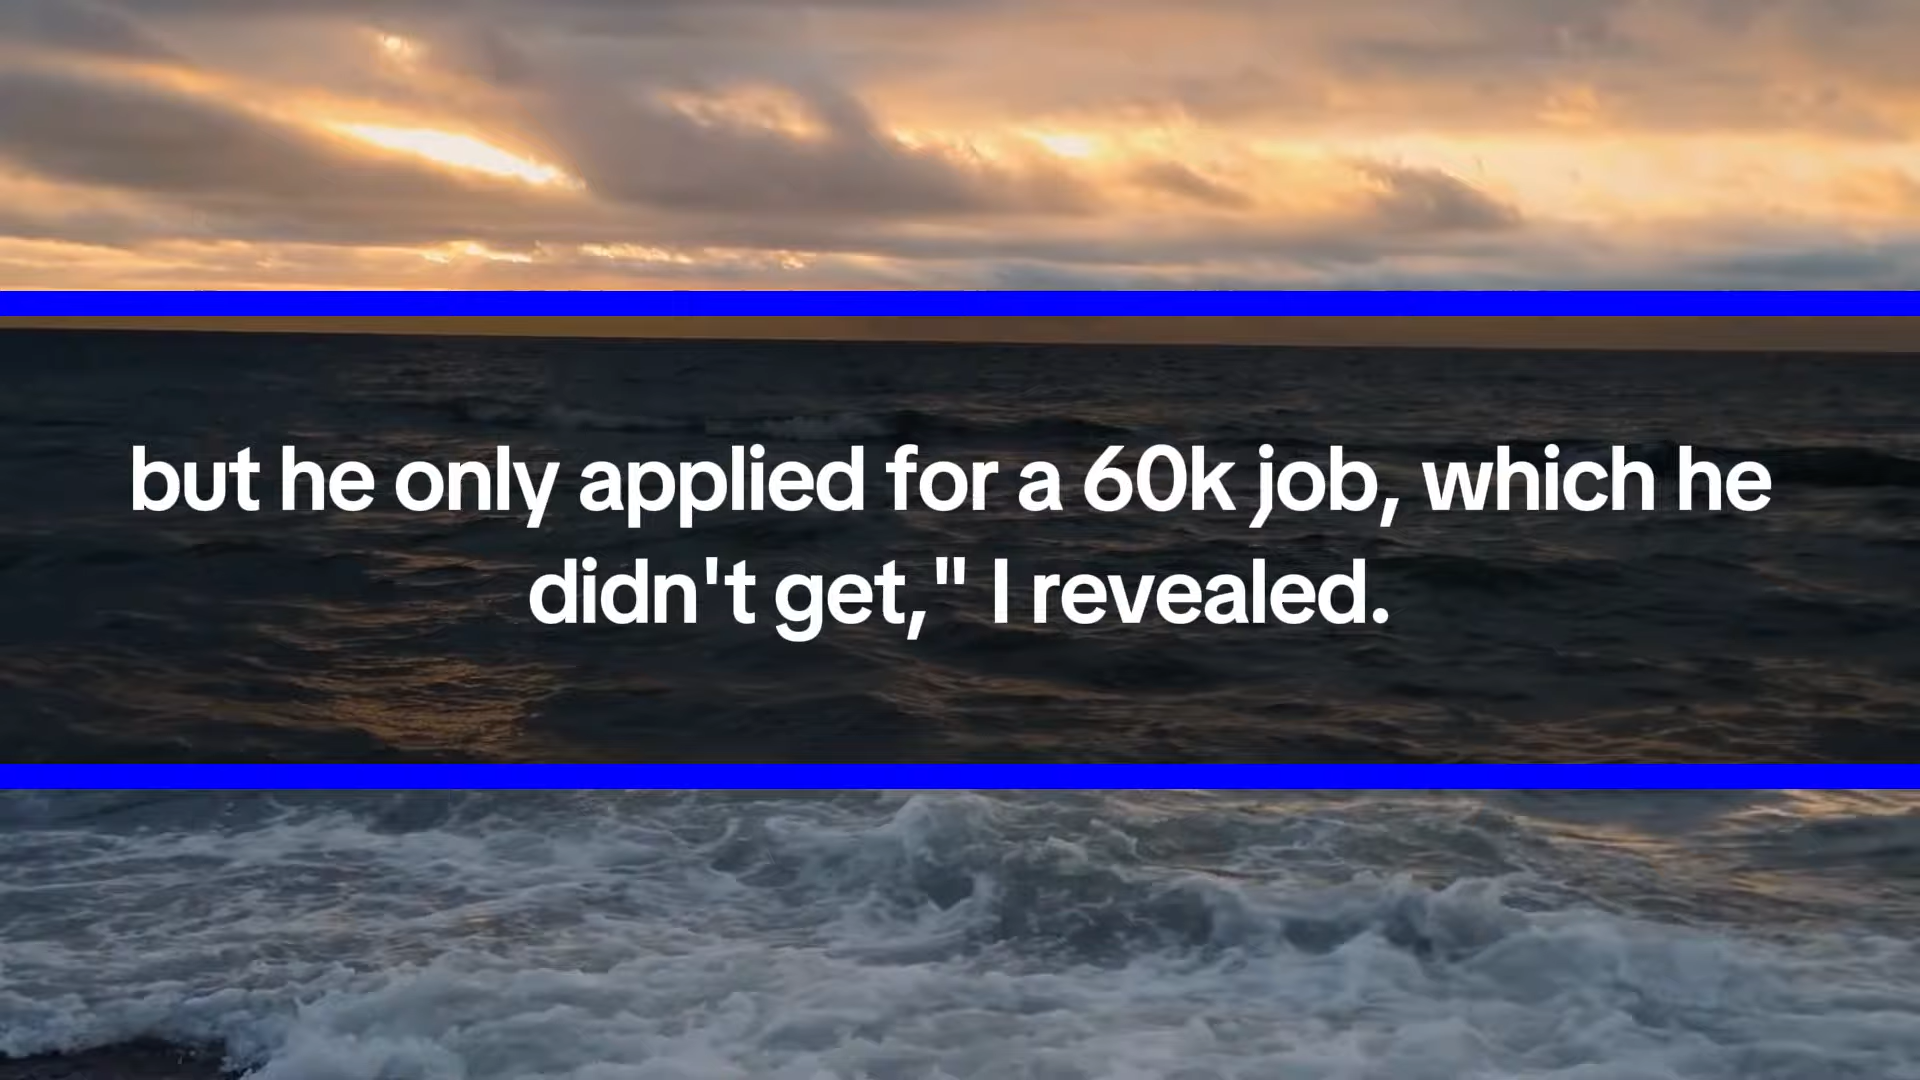 but he only applied for a 60k job, which he
didn't get," I revealed.